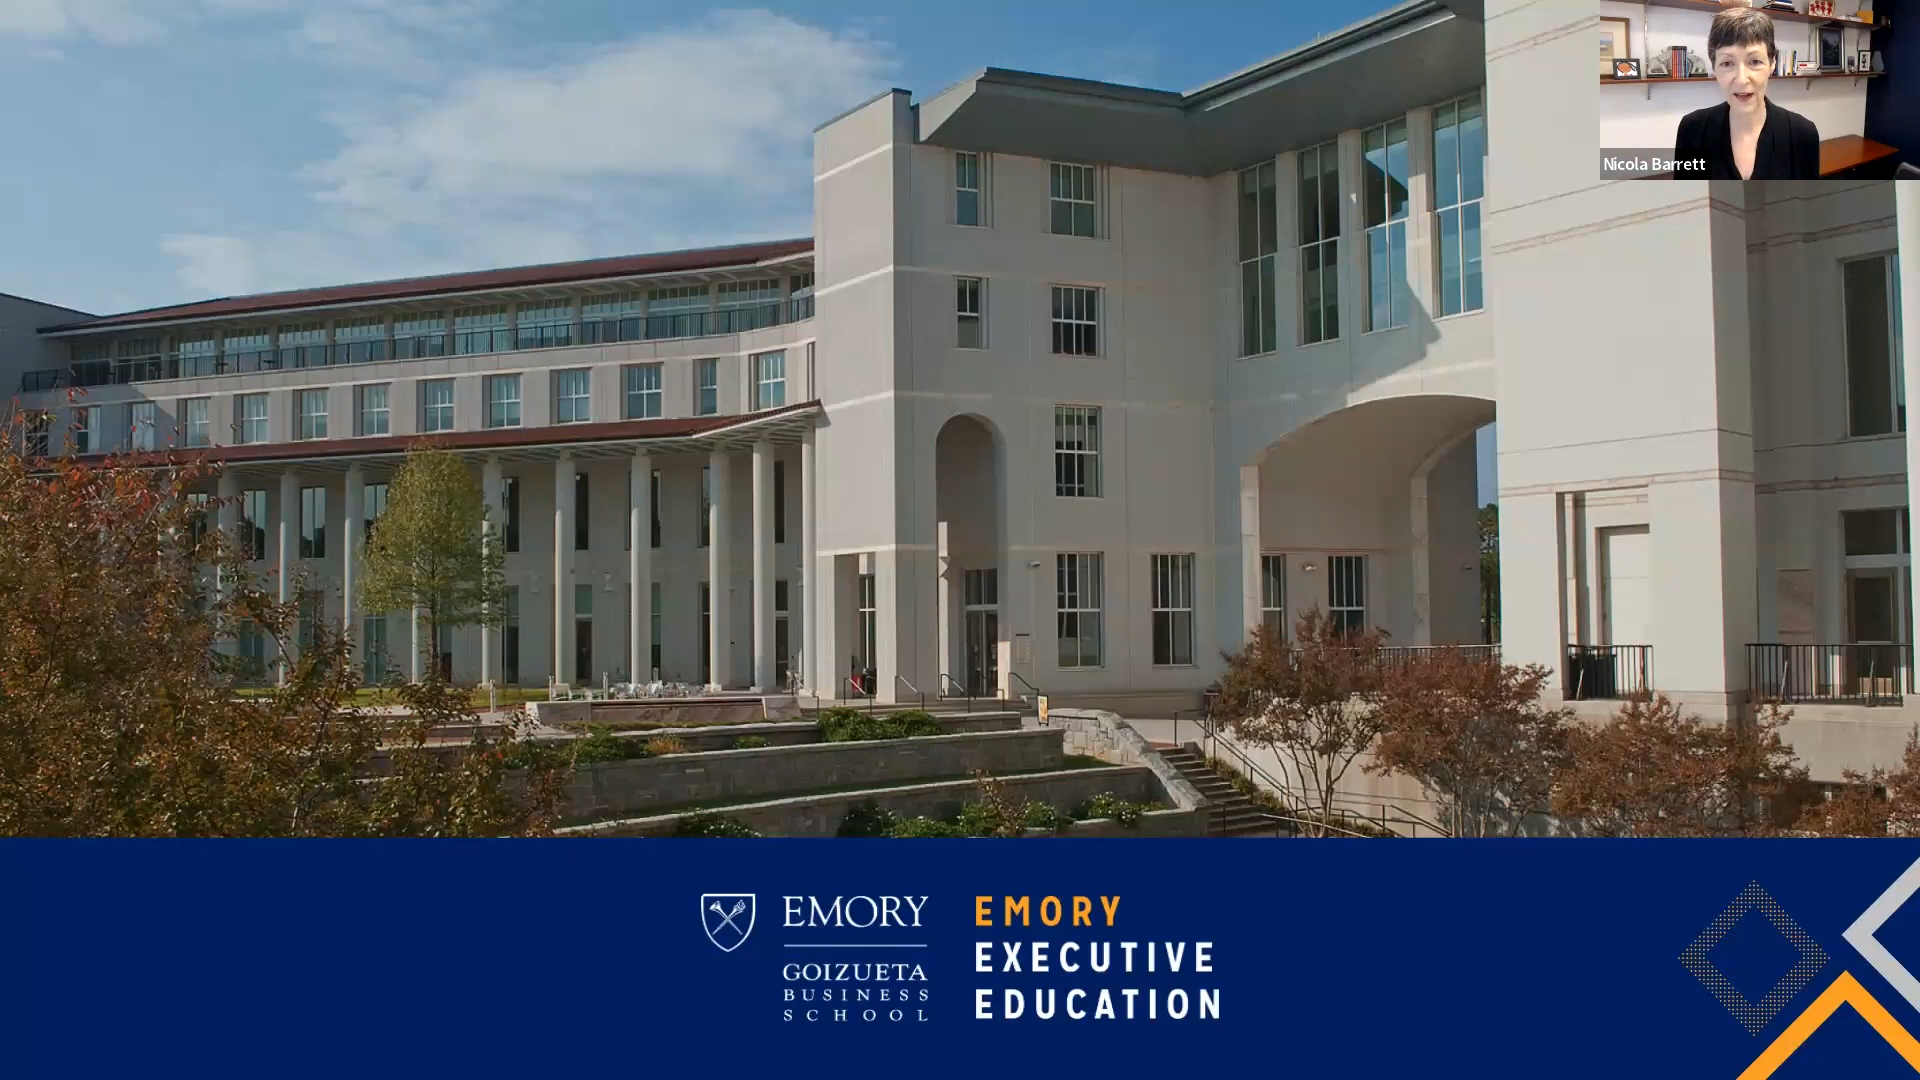 Nicola Barrett
EMORY
GOIZUETA
BUSINESS
SCHOOL
EMORY
EXECUTIVE
EDUCATION